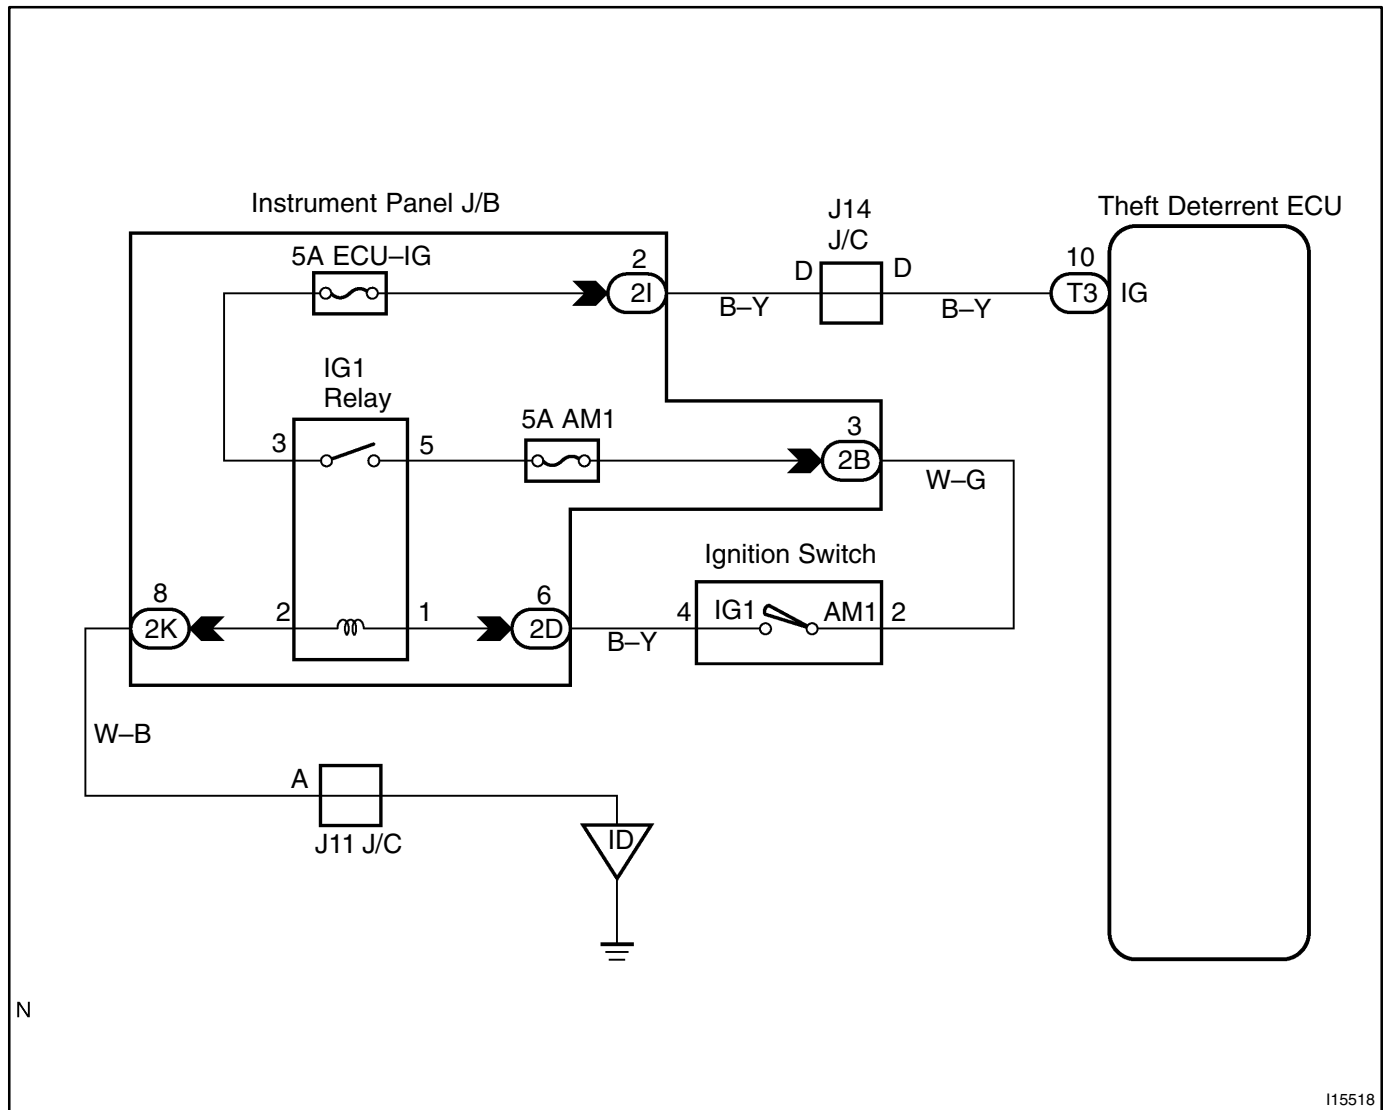 Instrument Panel J/B
J14
J/C
Theft Deterrent ECU
5A ECU–IG
2
2I
D
D
B–Y
B–Y
10
T3
IG
IG1
Relay
3
5
5A AM1
3
2B
W–G
Ignition Switch
8
2K
2
1
6
2D
B–Y
4
IG1
AM1
2
W–B
A
J11 J/C
ID
N
I15518